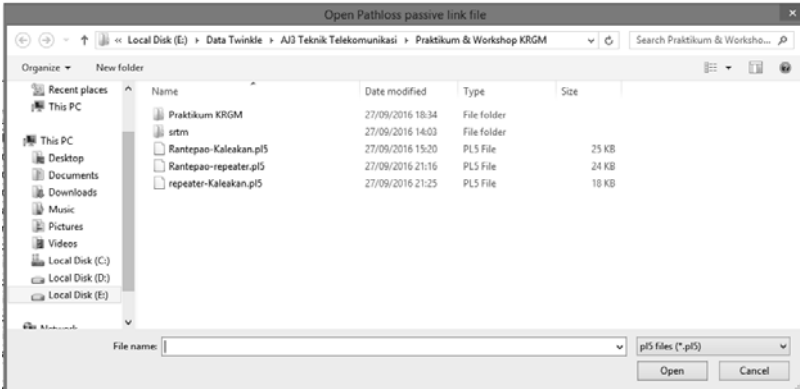 Open Pathloss passive link file
« Local Disk (E:) Data Twinkle AJ3 Teknik Telekomunikasi Praktikum & Workshop KRGM Search Praktikum & Worksho...
Organize New folder
Name Date modified Type Size
Recent places
This PC
This PC
Desktop
Documents
Downloads
Music
Pictures
Videos
Local Disk (C:)
Local Disk (D:)
Local Disk (E:)
Network
Praktikum KRGM 27/09/2016 18:34 File folder
srtm 27/09/2016 14:03 File folder
Rantepao-Kaleakan.pl5 27/09/2016 15:20 PL5 File 25 KB
Rantepao-repeater.pl5 27/09/2016 21:16 PL5 File 24 KB
repeater-Kaleakan.pl5 27/09/2016 21:25 PL5 File 18 KB
File name: pl5 files (*.pl5)
Open Cancel